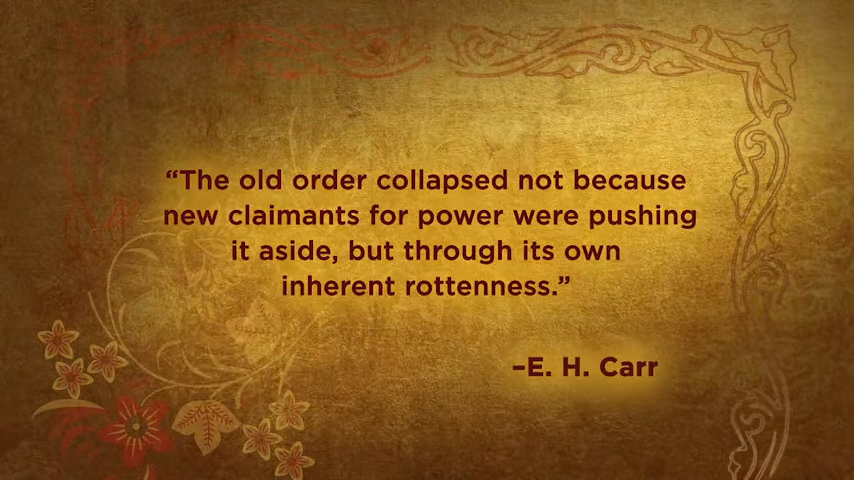 “The old order collapsed not because
new claimants for power were pushing
it aside, but through its own
inherent rottenness.”
–E. H. Carr